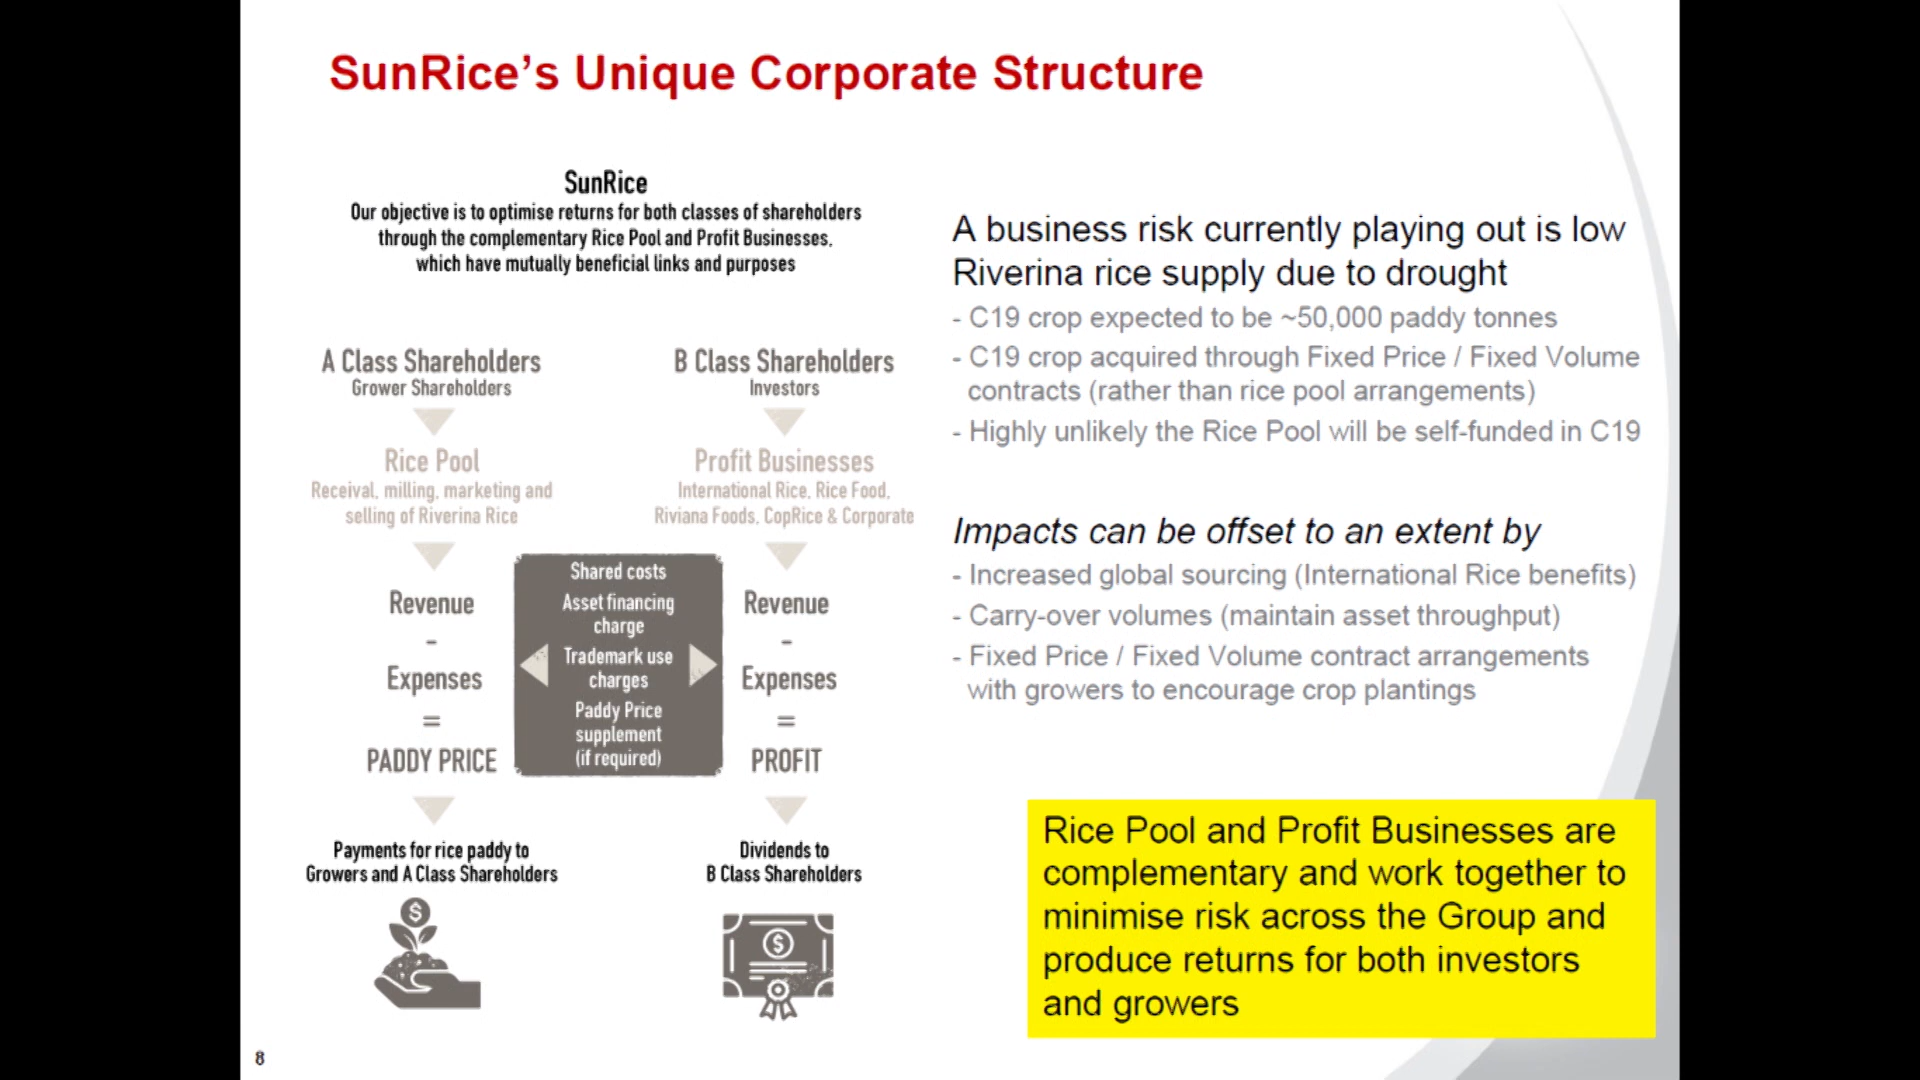 SunRice's Unique Corporate Structure
SunRice
Our objective is to optimise returns for both classes of shareholders
through the complementary Rice Pool and Profit Businesses,
which have mutually beneficial links and purposes
A Class Shareholders
Grower Shareholders
Rice Pool
Receival, milling, marketing and
selling of Riverina Rice
Revenue
-
Expenses
=
PADDY PRICE
Payments for rice paddy to
Growers and A Class Shareholders
$
Shared costs
Asset financing
charge
Trademark use
charges
Paddy Price
supplement
(if required)
B Class Shareholders
Investors
Profit Businesses
International Rice, Rice Food,
Riviana Foods, CopRice & Corporate
Revenue
-
Expenses
=
PROFIT
Dividends to
B Class Shareholders
$
A business risk currently playing out is low
Riverina rice supply due to drought
- C19 crop expected to be ~50,000 paddy tonnes
- C19 crop acquired through Fixed Price / Fixed Volume
contracts (rather than rice pool arrangements)
- Highly unlikely the Rice Pool will be self-funded in C19
Impacts can be offset to an extent by
- Increased global sourcing (International Rice benefits)
- Carry-over volumes (maintain asset throughput)
- Fixed Price / Fixed Volume contract arrangements
with growers to encourage crop plantings
Rice Pool and Profit Businesses are
complementary and work together to
minimise risk across the Group and
produce returns for both investors
and growers
8